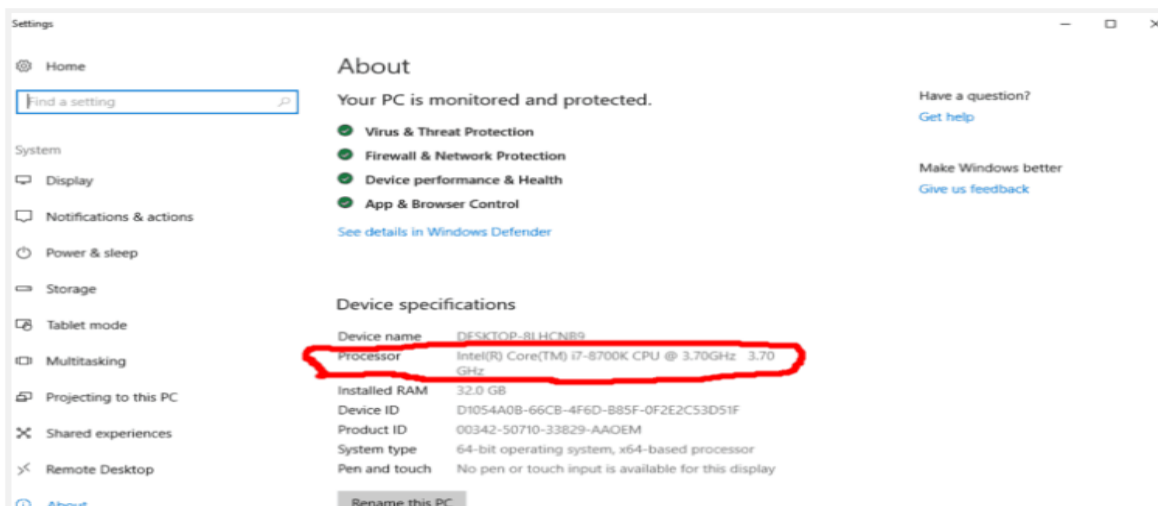 Settings
Home
Find a setting
System
Display
Notifications & actions
Power & sleep
Storage
Tablet mode
Multitasking
Projecting to this PC
Shared experiences
Remote Desktop
About
About
Your PC is monitored and protected.
Virus & Threat Protection
Firewall & Network Protection
Device performance & Health
App & Browser Control
See details in Windows Defender
Device specifications
Device name DESKTOP-8LHCNB9
Processor Intel(R) Core(TM) i7-8700K CPU @ 3.70GHz 3.70
GHz
Installed RAM 32.0 GB
Device ID D1054A0B-66CB-4F6D-B85F-0F2E2C53D51F
Product ID 00342-50710-33829-AAOEM
System type 64-bit operating system, x64-based processor
Pen and touch No pen or touch input is available for this display
Rename this PC
Have a question?
Get help
Make Windows better
Give us feedback